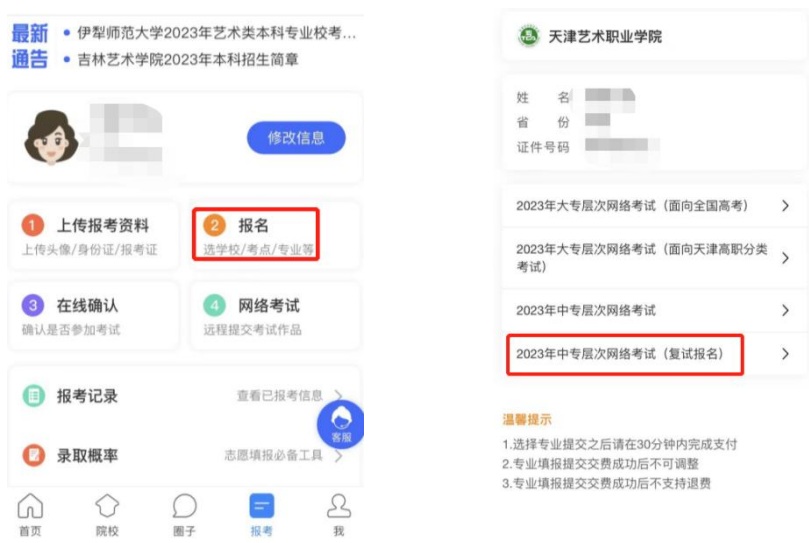 最新
通告
伊犁师范大学2023年艺术类本科专业校考...
吉林艺术学院2023年本科招生简章
修改信息
1 上传报考资料
上传头像/身份证/报考证
2 报名
选学校/考点/专业等
3 在线确认
确认是否参加考试
4 网络考试
远程提交考试作品
报考记录
查看已报考信息
客服
录取概率
志愿填报必备工具
首页
院校
圈子
报考
我
天津艺术职业学院
姓 名
省 份
证件号码
2023年大专层次网络考试（面向全国高考）
2023年大专层次网络考试（面向天津高职分类
考试）
2023年中专层次网络考试
2023年中专层次网络考试（复试报名）
温馨提示
1.选择专业提交之后请在30分钟内完成支付
2.专业填报提交交费成功后不可调整
3.专业填报提交交费成功后不支持退费